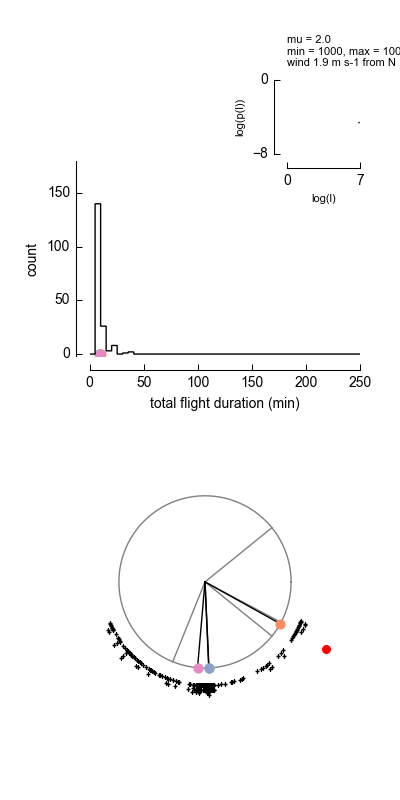 mu = 2.0
min = 1000, max = 100
wind 1.9 m s-1 from N
0
log(p(l))
−8
0
7
log(l)
150
100
50
0
count
0
50
100
150
200
250
total flight duration (min)